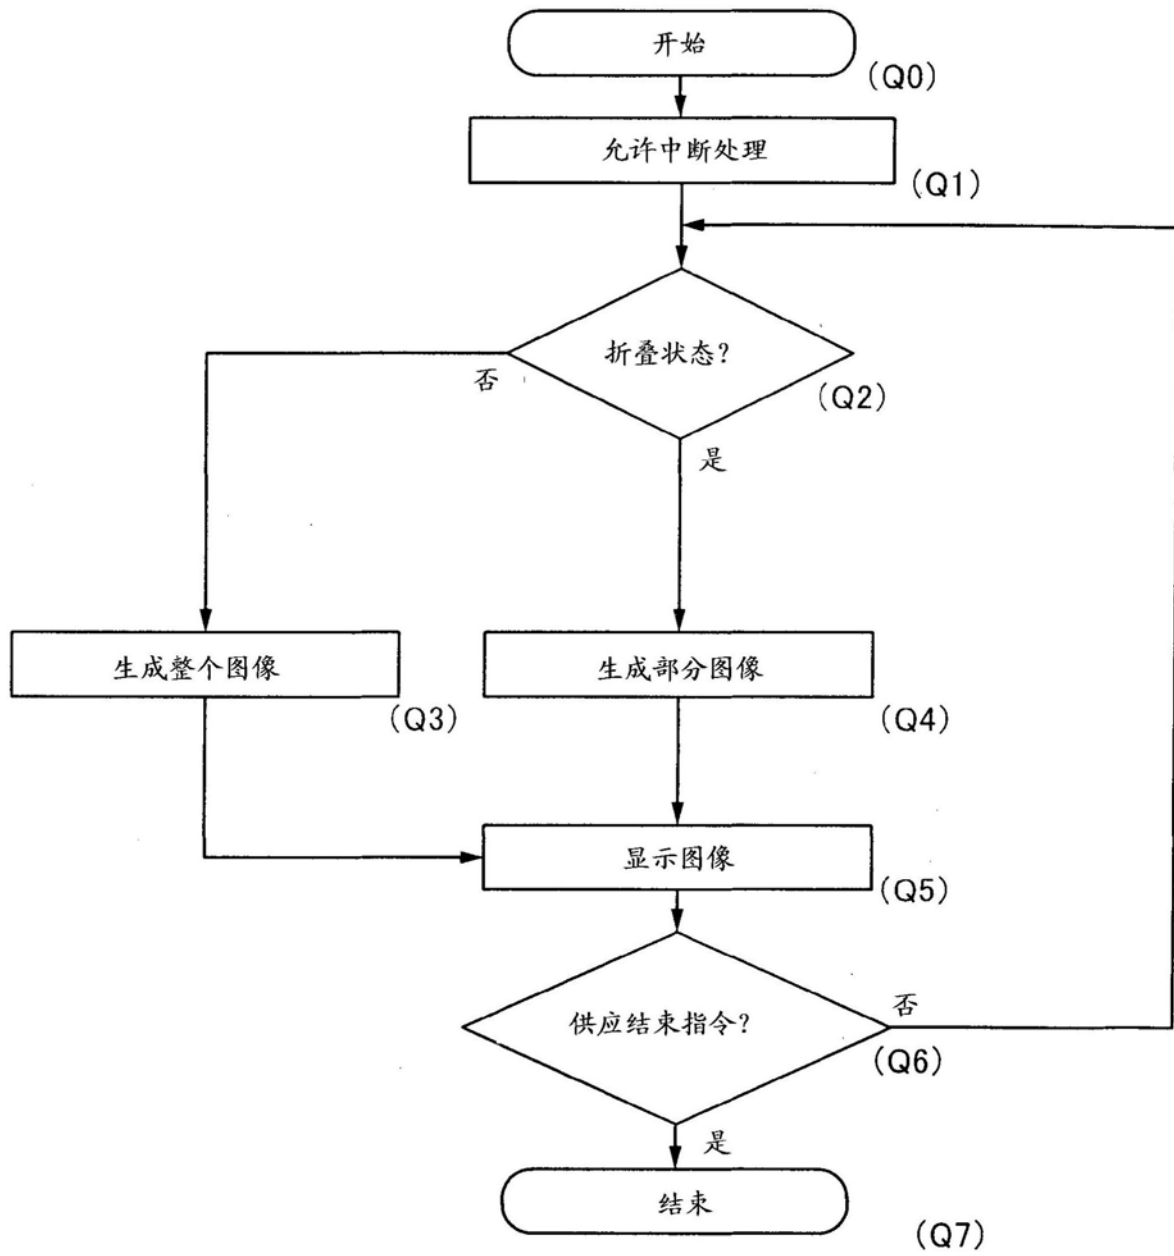 开始
(Q0)
允许中断处理
(Q1)
折叠状态?
否
(Q2)
是
生成整个图像
生成部分图像
(Q3)
(Q4)
显示图像
(Q5)
供应结束指令?
否
(Q6)
是
结束
(Q7)